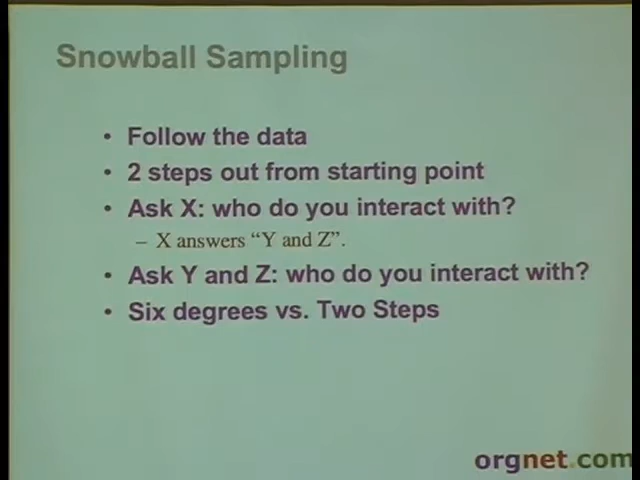 Snowball Sampling
• Follow the data
• 2 steps out from starting point
• Ask X: who do you interact with?
– X answers “Y and Z”.
• Ask Y and Z: who do you interact with?
• Six degrees vs. Two Steps
orgnet.com